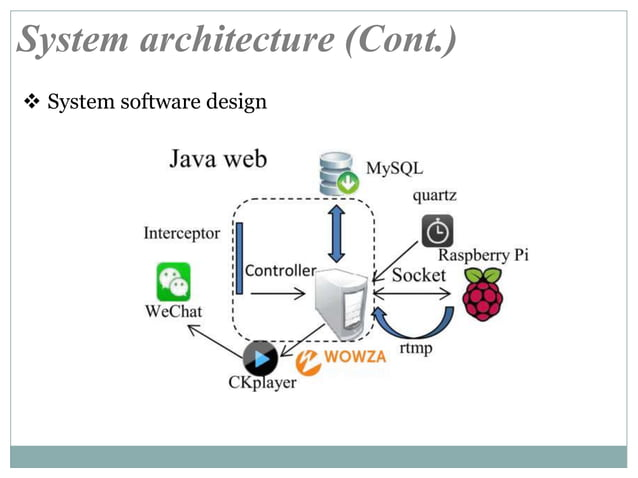 System architecture (Cont.)
❖ System software design
Java web
MySQL
quartz
Interceptor
Raspberry Pi
Controller
Socket
WeChat
rtmp
WOWZA
CKplayer